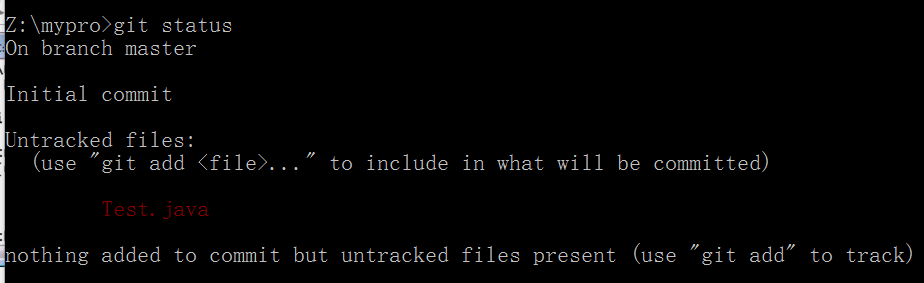 Z:\mypro>git status
On branch master
Initial commit
Untracked files:
(use "git add <file>..." to include in what will be committed)
Test.java
nothing added to commit but untracked files present (use "git add" to track)